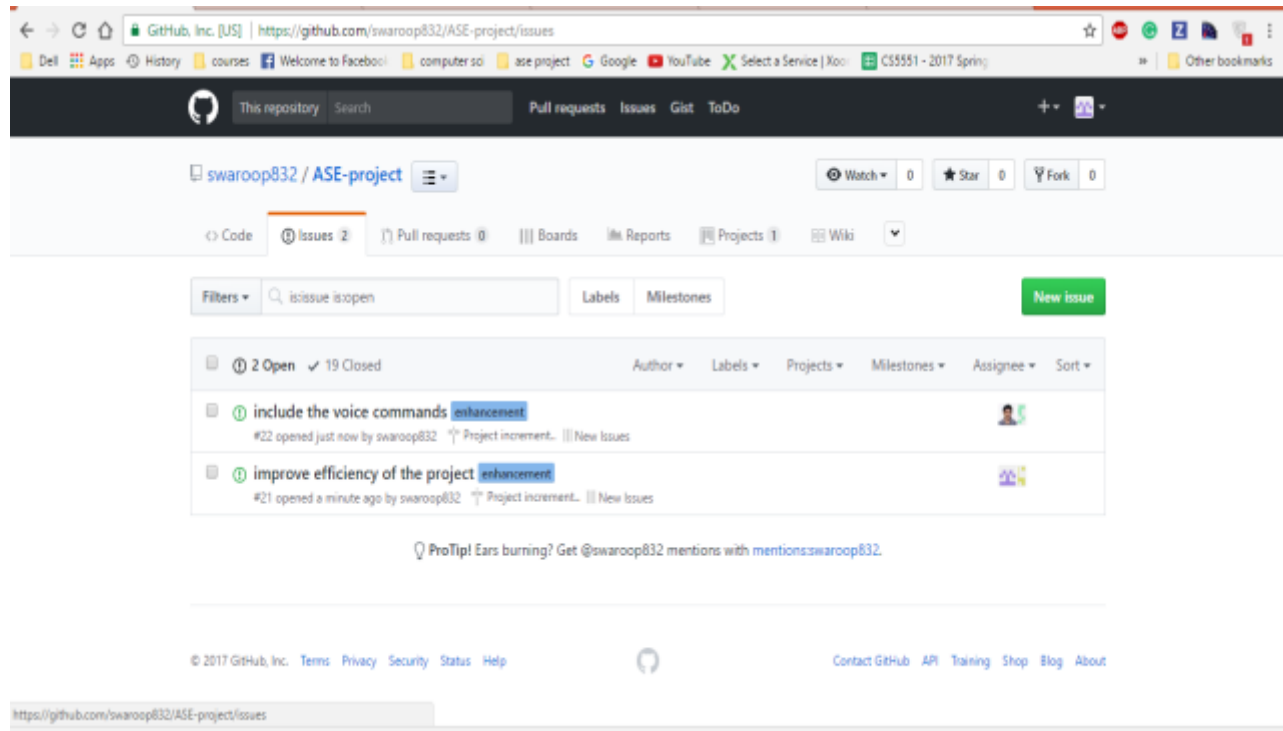 GitHub, Inc. [US] | https://github.com/swaroop832/ASE-project/issues
Dell Apps History courses Welcome to Facebook computer sci ase project Google YouTube Select a Service | Xoo CS5551 - 2017 Spring » Other bookmarks
This repository Search Pull requests Issues Gist ToDo
swaroop832 / ASE-project Watch 0 Star 0 Fork 0
Code Issues 2 Pull requests 0 Boards Reports Projects 1 Wiki
Filters is:issue is:open Labels Milestones New issue
2 Open 19 Closed Author Labels Projects Milestones Assignee Sort
include the voice commands enhancement
#22 opened just now by swaroop832 Project increment... New Issues
improve efficiency of the project enhancement
#21 opened a minute ago by swaroop832 Project increment... New Issues
ProTip! Ears burning? Get @swaroop832 mentions with mentions:swaroop832.
© 2017 GitHub, Inc. Terms Privacy Security Status Help Contact GitHub API Training Shop Blog About
https://github.com/swaroop832/ASE-project/issues